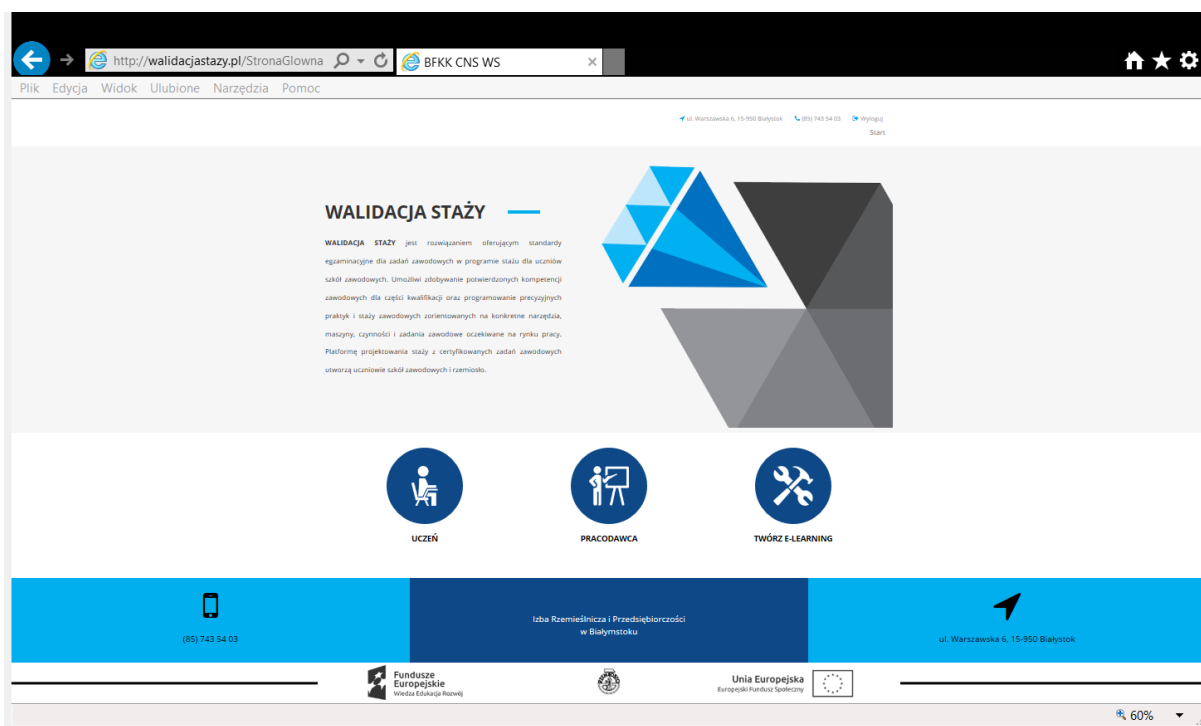 http://walidacjastazy.pl/StronaGlowna
BFKK CNS WS
Plik Edycja Widok Ulubione Narzędzia Pomoc
ul. Warszawska 6, 15-950 Białystok (85) 743 54 03 Wyloguj
Start
WALIDACJA STAŻY
WALIDACJA STAŻY jest rozwiązaniem oferującym standardy
egzaminacyjne dla zadań zawodowych w programie stażu dla uczniów
szkół zawodowych. Umożliwi zdobywanie potwierdzonych kompetencji
zawodowych dla części kwalifikacji oraz programowanie precyzyjnych
praktyk i staży zawodowych zorientowanych na konkretne narzędzia,
maszyny, czynności i zadania zawodowe oczekiwane na rynku pracy.
Platformę projektowania staży z certyfikowanych zadań zawodowych
utworzą uczniowie szkół zawodowych i rzemiosło.
UCZEŃ
PRACODAWCA
TWÓRZ E-LEARNING
(85) 743 54 03
Izba Rzemieślnicza i Przedsiębiorczości
w Białymstoku
ul. Warszawska 6, 15-950 Białystok
Fundusze
Europejskie
Wiedza Edukacja Rozwój
Unia Europejska
Europejski Fundusz Społeczny
60%